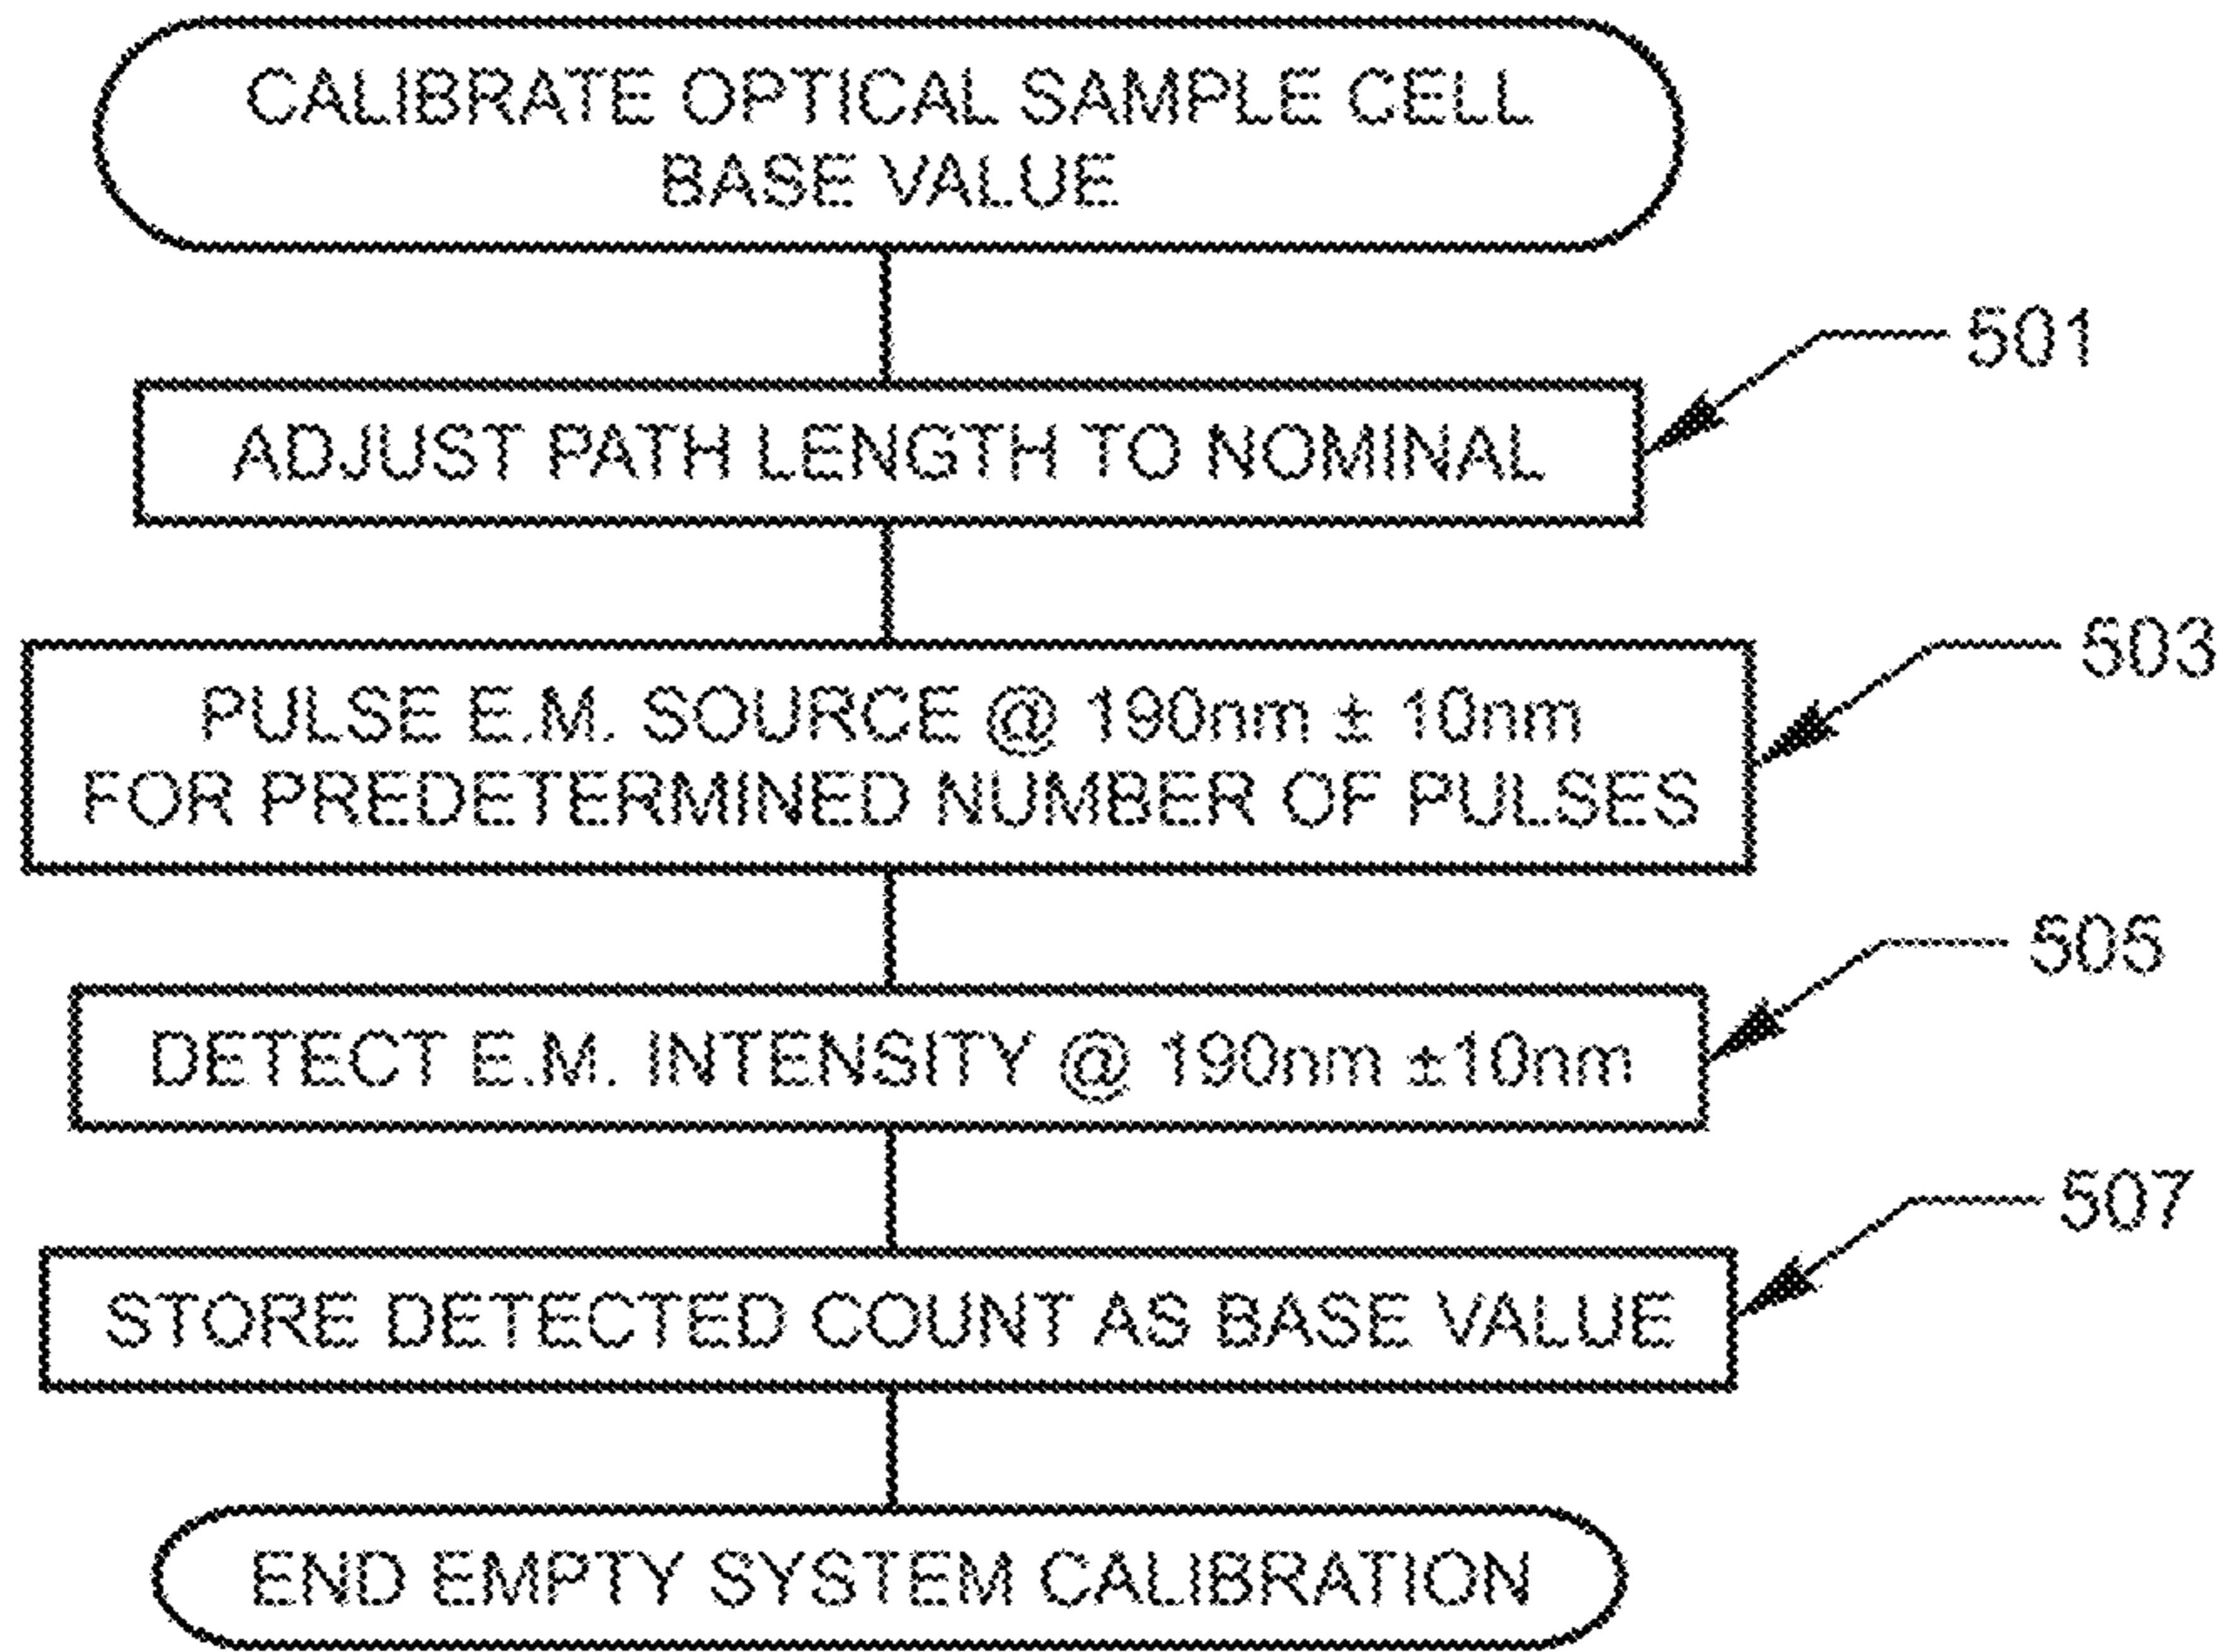 CALIBRATE OPTICAL SAMPLE CELL
BASE VALUE
501
ADJUST PATH LENGTH TO NOMINAL
503
PULSE E.M. SOURCE @ 190nm ± 10nm
FOR PREDETERMINED NUMBER OF PULSES
505
DETECT E.M. INTENSITY @ 190nm ±10nm
507
STORE DETECTED COUNT AS BASE VALUE
END EMPTY SYSTEM CALIBRATION